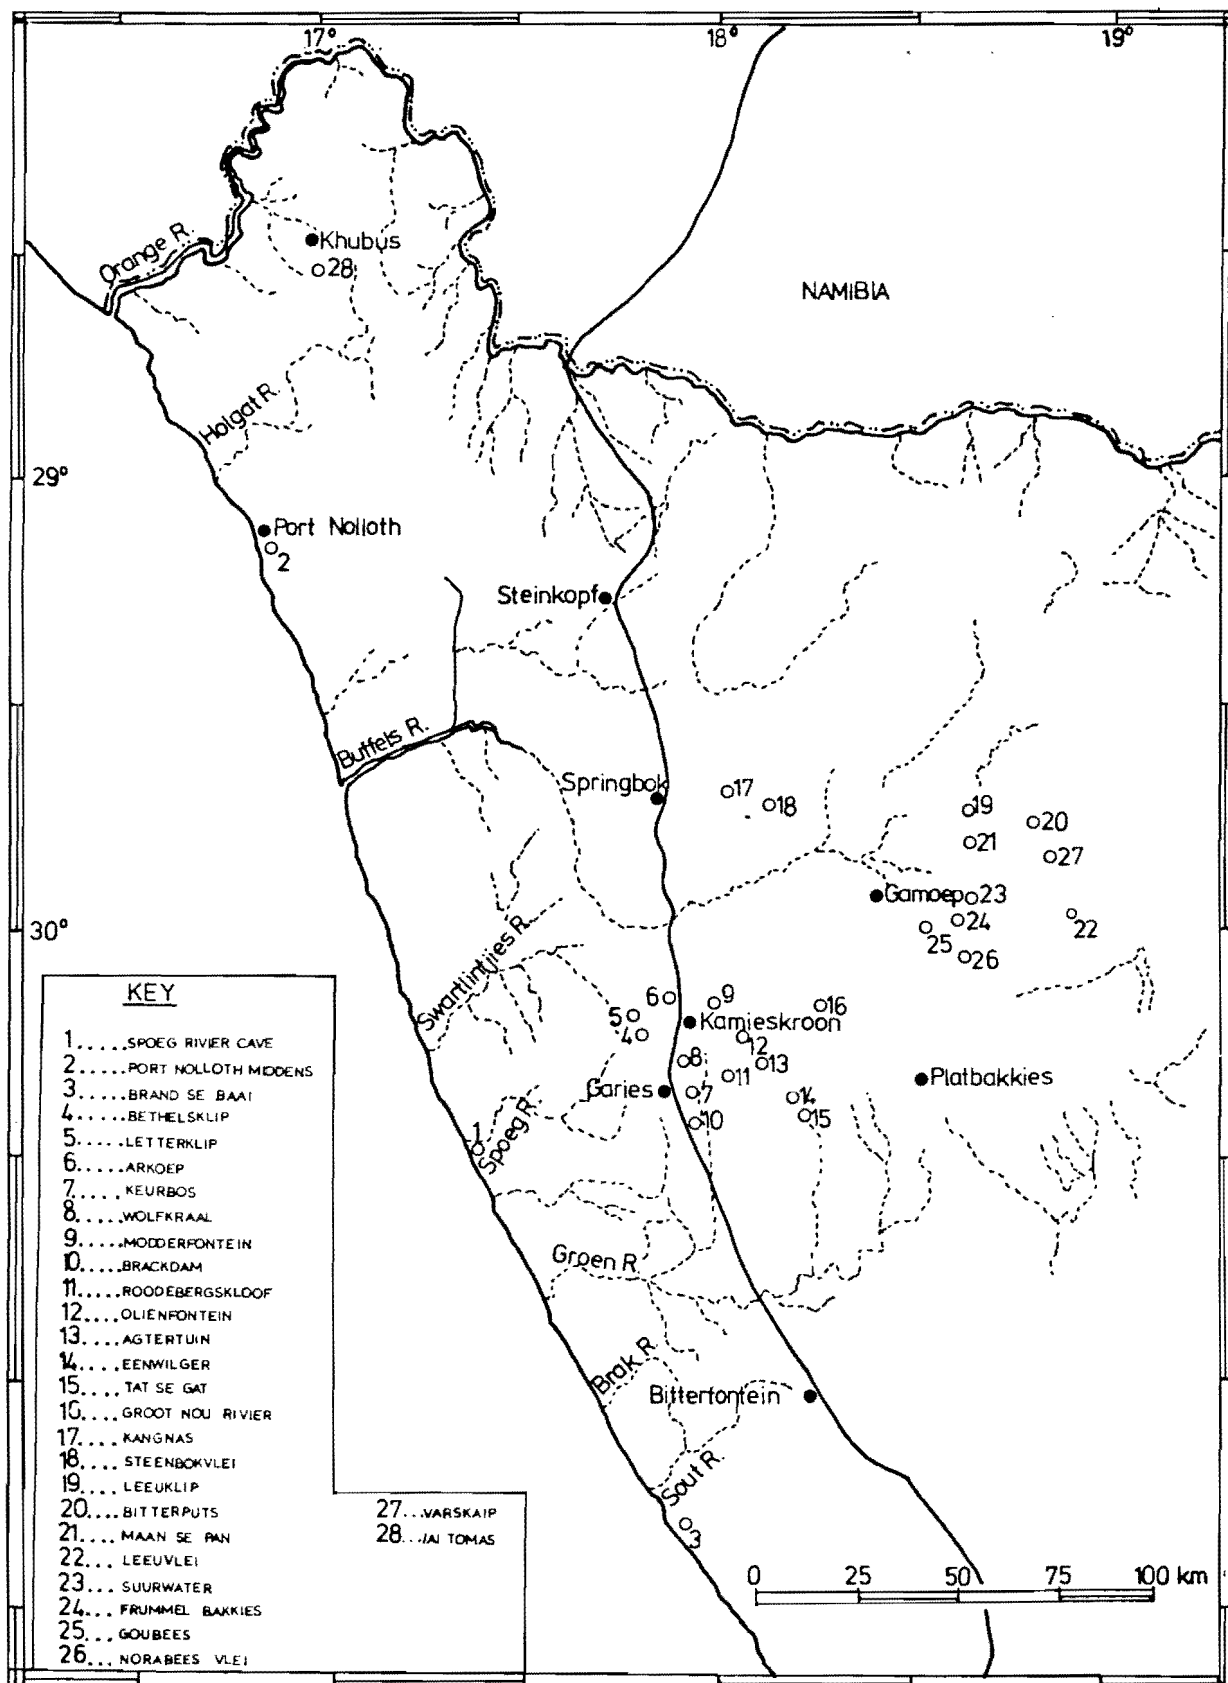 17° 18° 19°
Orange R.
Khubus
28
NAMIBIA
Holgat R.
29°
Port Nolloth
2
Steinkopf
Buffels R.
Springbok
17
18
19
20
21
27
Gamoep
23
24
22
25
26
30°
Swartlintjies R.
6
9
5
16
4
Kamieskroon
12
8
13
11
Garies
7
14
Platbakkies
10
15
1
Spoeg R.
Groen R.
Brak R.
Bitterfontein
Sout R.
3
0 25 50 75 100 km
KEY
1.....SPOEG RIVIER CAVE
2.....PORT NOLLOTH MIDDENS
3.....BRAND SE BAAI
4.....BETHELSKLIP
5.....LETTERKLIP
6.....ARKOEP
7.....KEURBOS
8.....WOLFKRAAL
9.....MODDERFONTEIN
10.....BRACKDAM
11.....ROODEBERGSKLOOF
12....OLIENFONTEIN
13....AGTERTUIN
14....EENWILGER
15....TAT SE GAT
16....GROOT NOU RIVIER
17....KANGNAS
18....STEENBOKVLEI
19....LEEUKLIP
20....BITTERPUTS
21....MAAN SE PAN
22...LEEUVLEI
23...SUURWATER
24...FRUMMEL BAKKIES
25...GOUBEES
26...NORABEES VLEI
27...VARSKAIP
28.../AI TOMAS